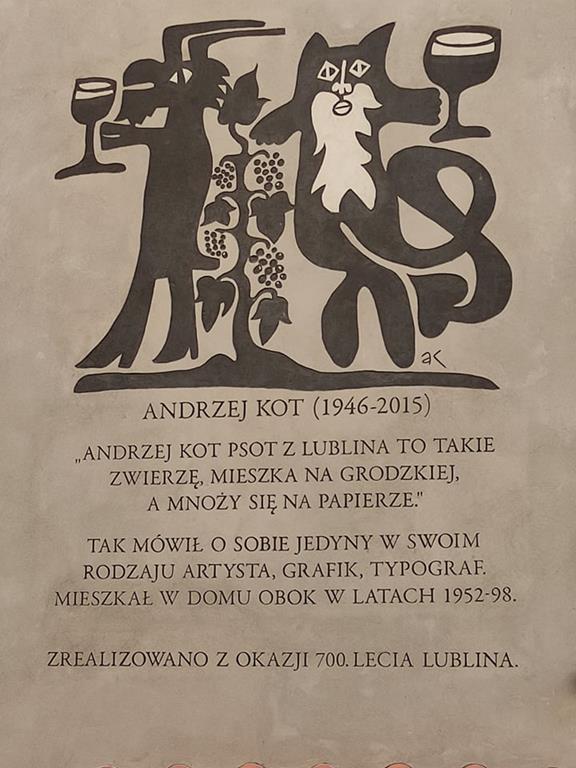 aK
ANDRZEJ KOT (1946-2015)
„ANDRZEJ KOT PSOT Z LUBLINA TO TAKIE
ZWIERZĘ, MIESZKA NA GRODZKIEJ,
A MNOŻY SIĘ NA PAPIERZE."
TAK MÓWIŁ O SOBIE JEDYNY W SWOIM
RODZAJU ARTYSTA, GRAFIK, TYPOGRAF.
MIESZKAŁ W DOMU OBOK W LATACH 1952-98.
ZREALIZOWANO Z OKAZJI 700.LECIA LUBLINA.